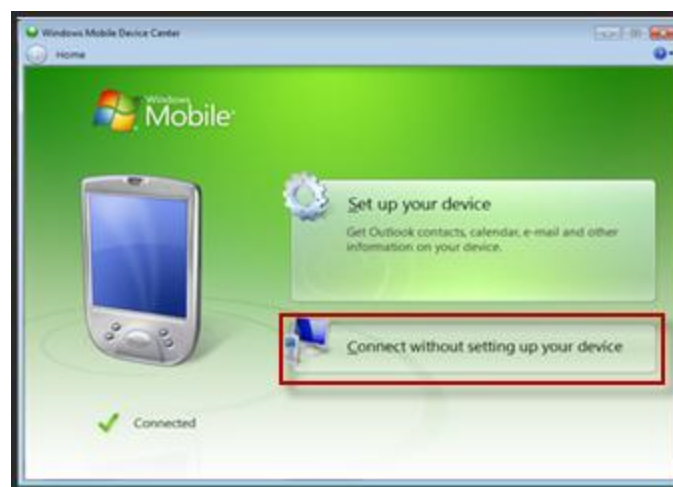 Windows Mobile Device Center
Home
Windows
Mobile
Set up your device
Get Outlook contacts, calendar, e-mail and other
information on your device.
Connect without setting up your device
Connected